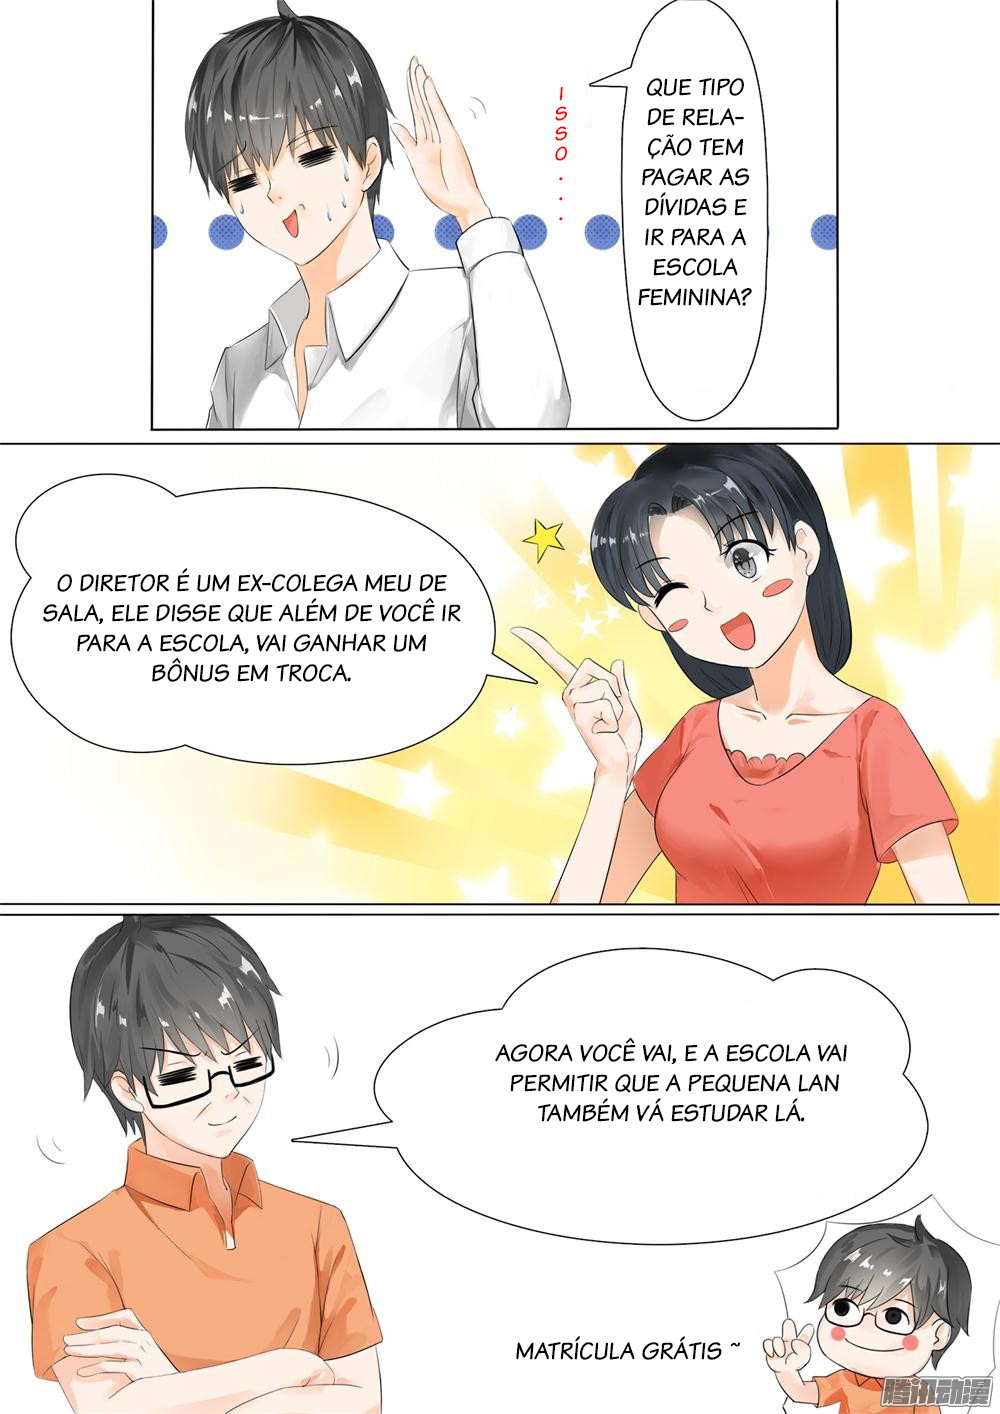 I
S
S
O
.
.
.
QUE TIPO
DE RELA-
ÇÃO TEM
PAGAR AS
DÍVIDAS E
IR PARA A
ESCOLA
FEMININA?
O DIRETOR É UM EX-COLEGA MEU DE
SALA, ELE DISSE QUE ALÉM DE VOCÊ IR
PARA A ESCOLA, VAI GANHAR UM
BÔNUS EM TROCA.
AGORA VOCÊ VAI, E A ESCOLA VAI
PERMITIR QUE A PEQUENA LAN
TAMBÉM VÁ ESTUDAR LÁ.
MATRÍCULA GRÁTIS ~
腾讯动漫